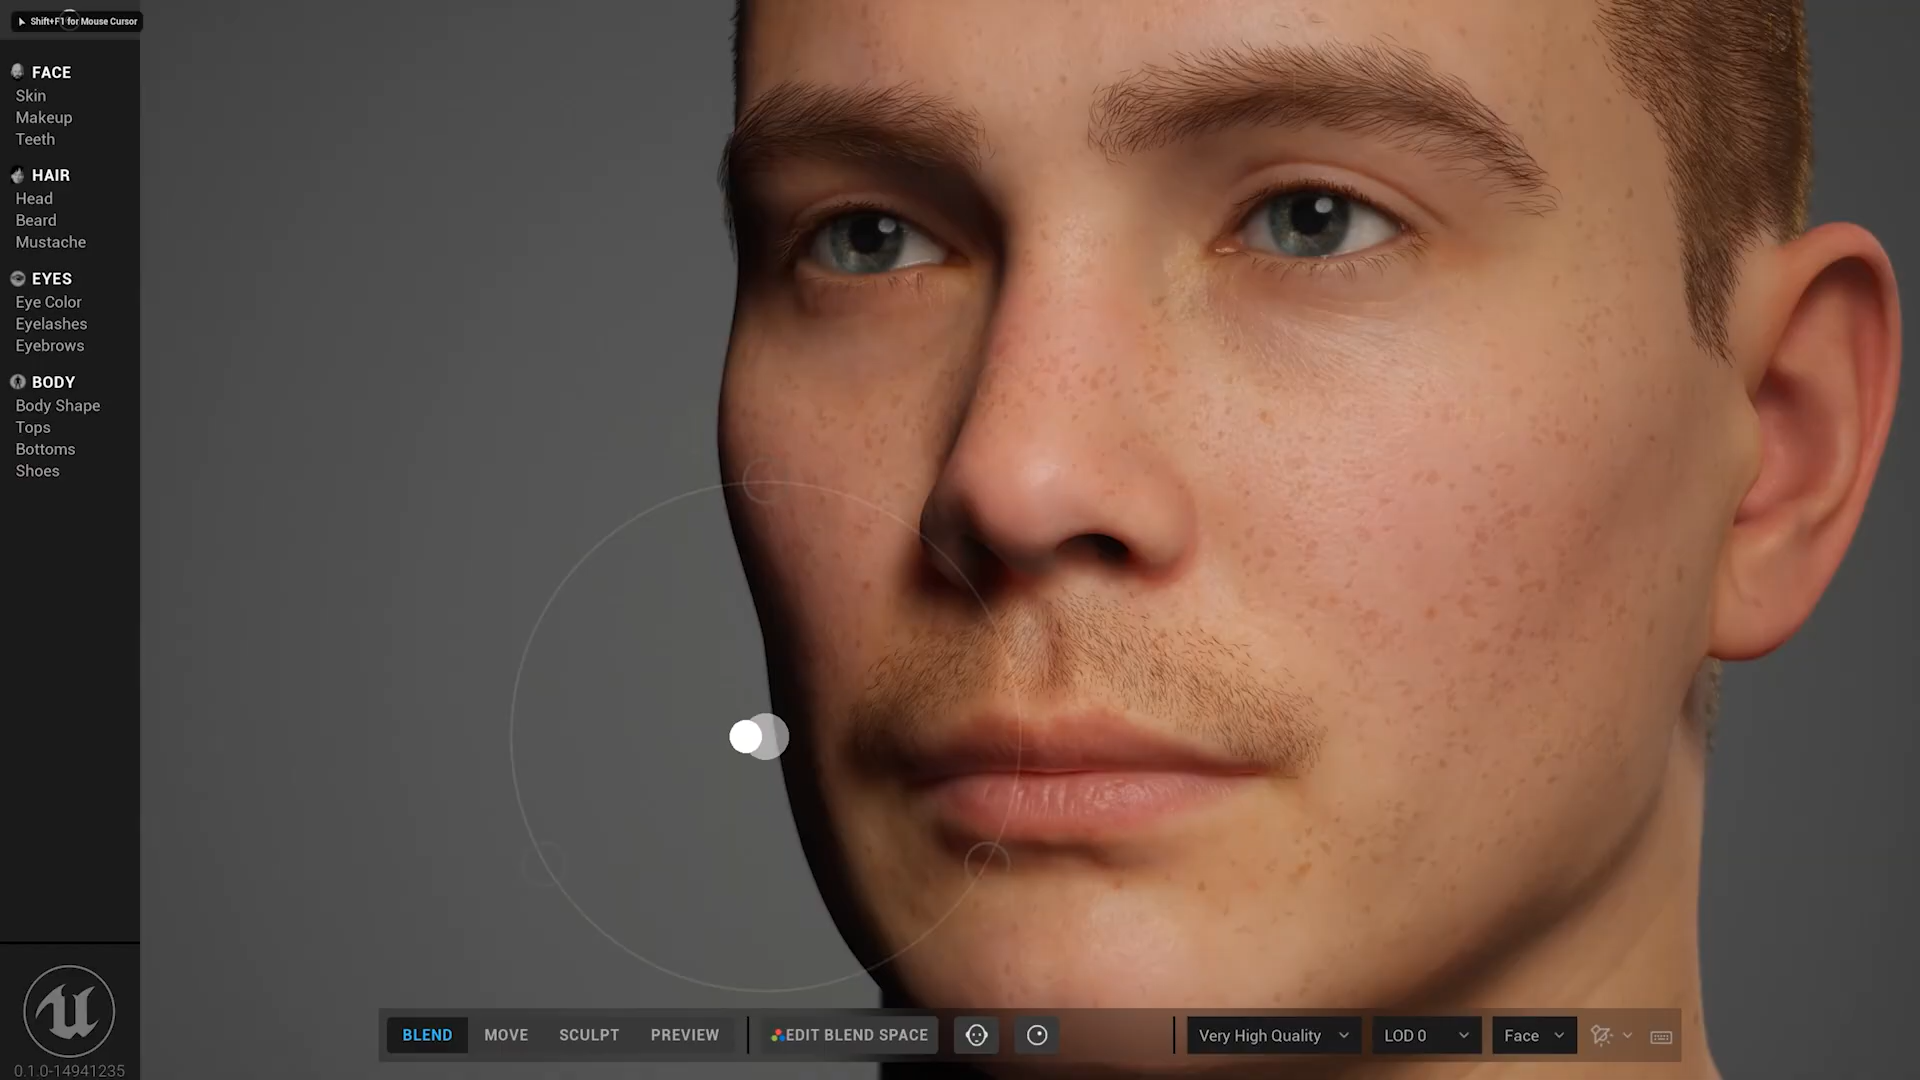 Shift+F1 for Mouse Cursor
FACE
Skin
Makeup
Teeth
HAIR
Head
Beard
Mustache
EYES
Eye Color
Eyelashes
Eyebrows
BODY
Body Shape
Tops
Bottoms
Shoes
0.1.0-14941235
BLEND MOVE SCULPT PREVIEW EDIT BLEND SPACE Very High Quality LOD 0 Face